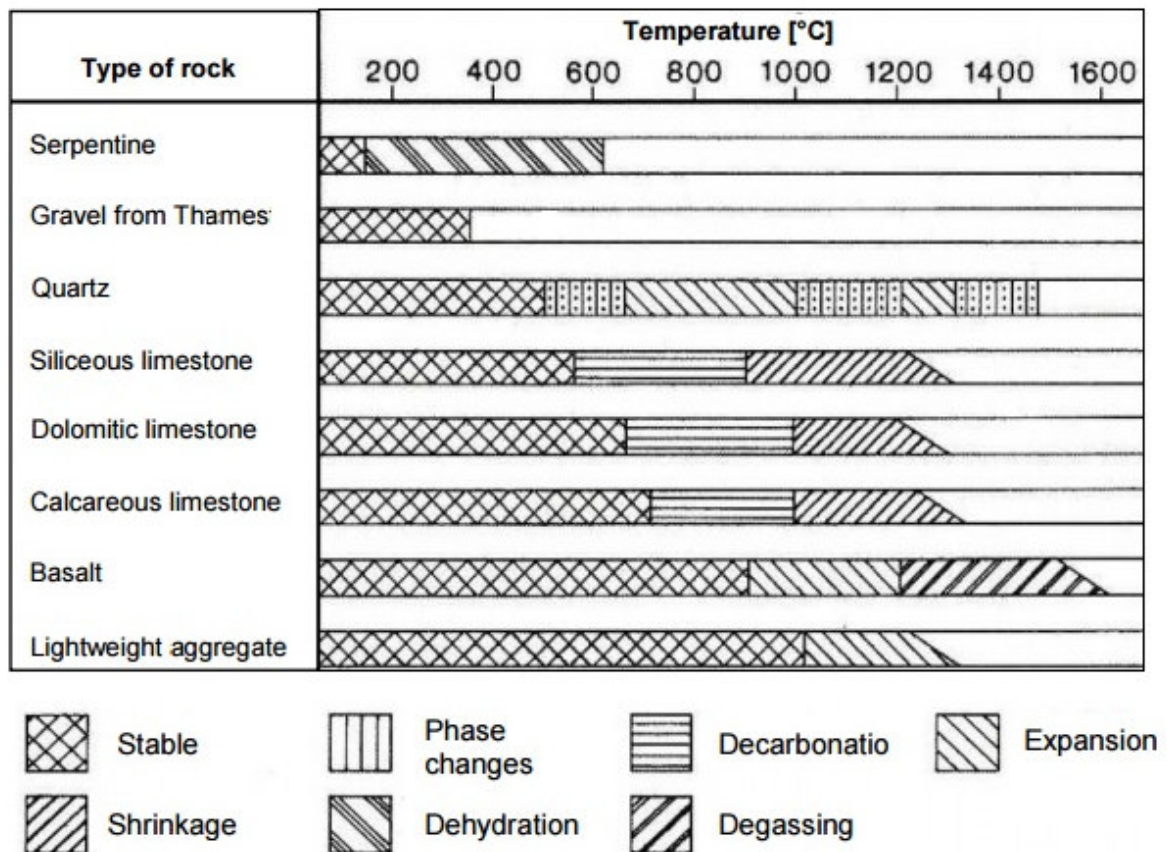 Temperature [°C]
Type of rock
200 400 600 800 1000 1200 1400 1600
Serpentine
Gravel from Thames
Quartz
Siliceous limestone
Dolomitic limestone
Calcareous limestone
Basalt
Lightweight aggregate
Stable
Phase
changes
Decarbonatio
Expansion
Shrinkage
Dehydration
Degassing